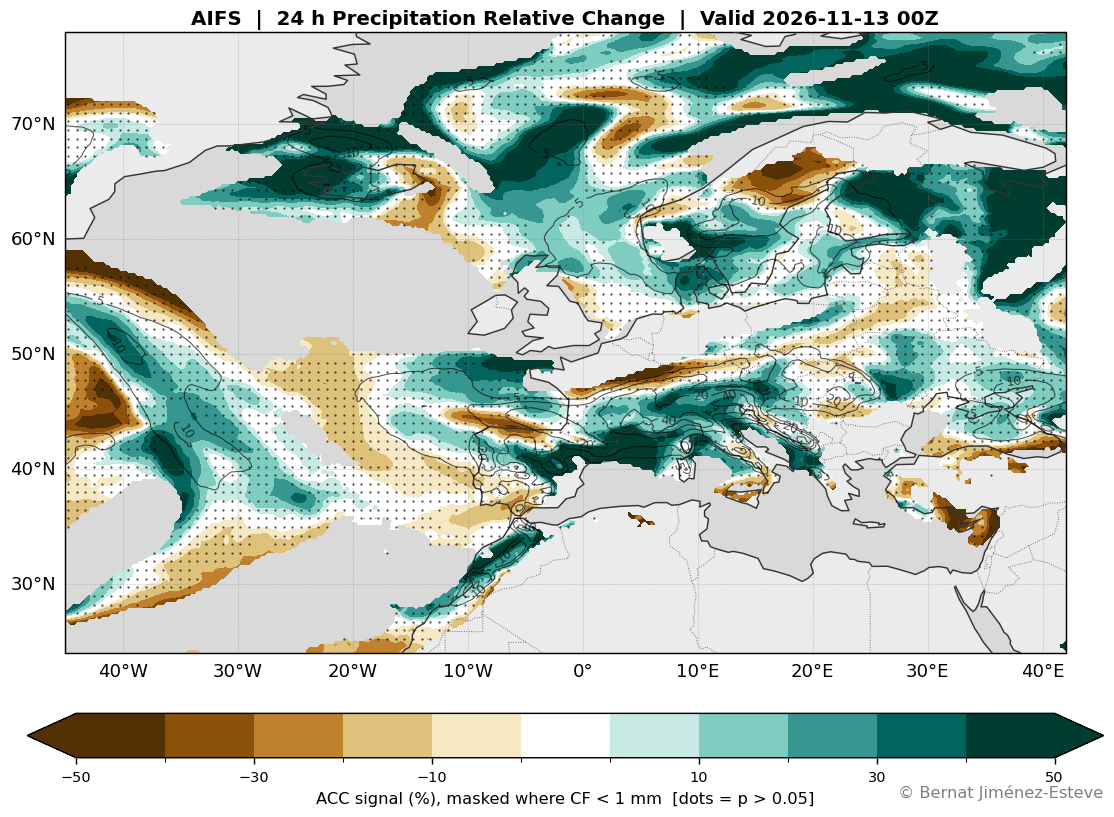 AIFS | 24 h Precipitation Relative Change | Valid 2026-11-13 00Z
70°N
60°N
50°N
40°N
30°N
40°W 30°W 20°W 10°W 0° 10°E 20°E 30°E 40°E
−50 −30 −10 10 30 50
ACC signal (%), masked where CF < 1 mm [dots = p > 0.05]
© Bernat Jiménez-Esteve